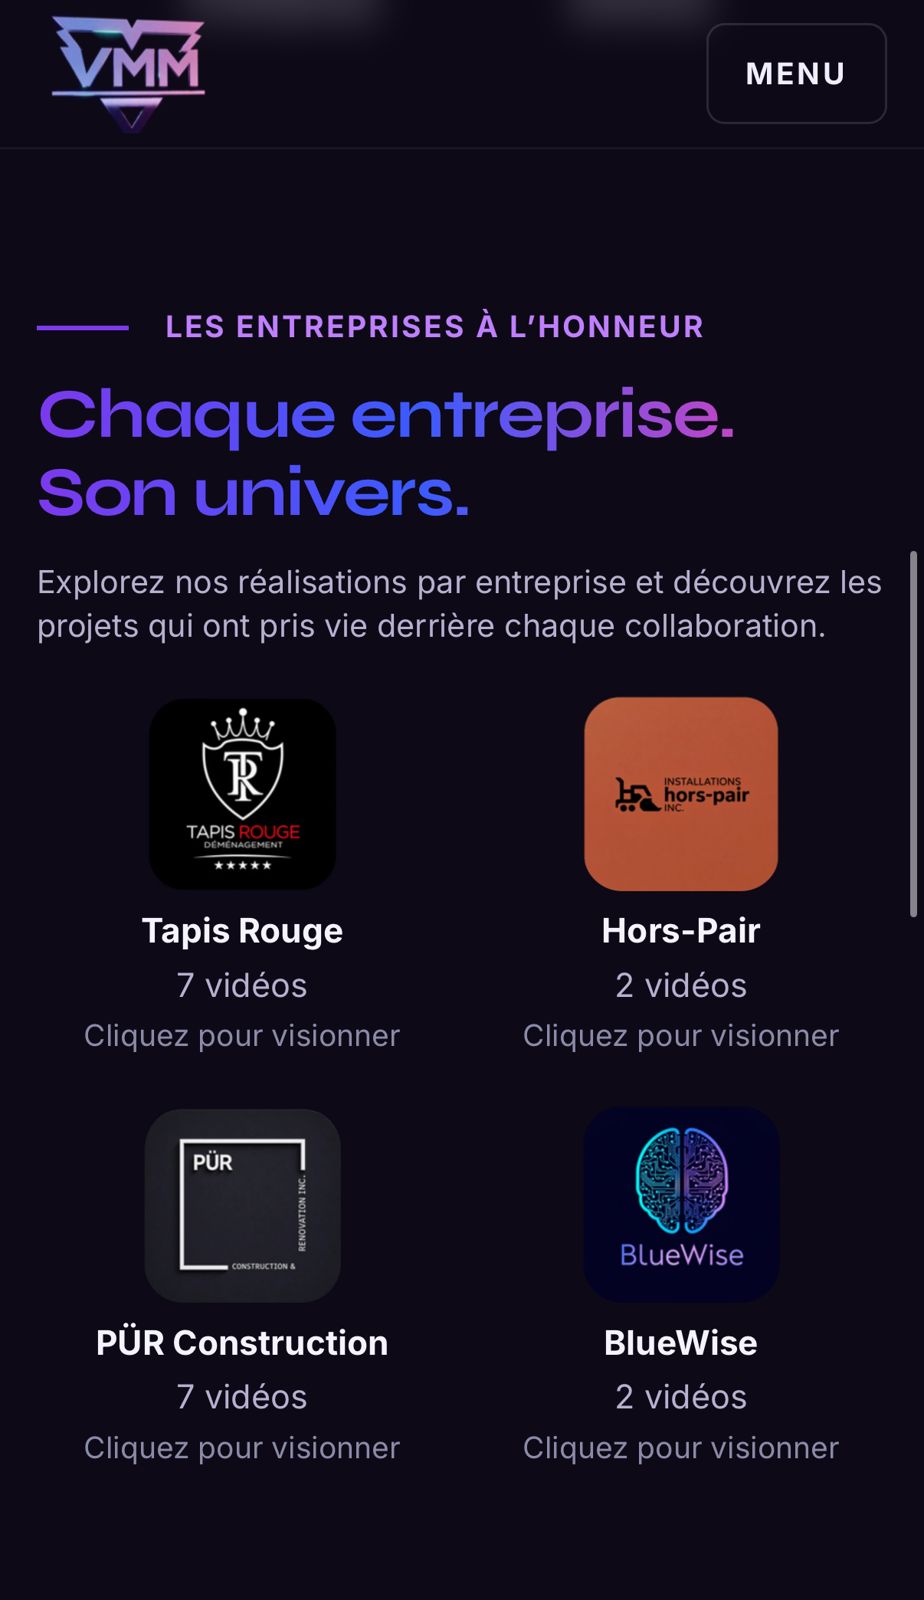 VMM
MENU
LES ENTREPRISES À L’HONNEUR
Chaque entreprise.
Son univers.
Explorez nos réalisations par entreprise et découvrez les
projets qui ont pris vie derrière chaque collaboration.
TR
TAPIS ROUGE
DÉMÉNAGEMENT
Tapis Rouge
7 vidéos
Cliquez pour visionner
INSTALLATIONS
hors-pair
INC.
Hors-Pair
2 vidéos
Cliquez pour visionner
PÜR
CONSTRUCTION &
RENOVATION INC.
PÜR Construction
7 vidéos
Cliquez pour visionner
BlueWise
BlueWise
2 vidéos
Cliquez pour visionner